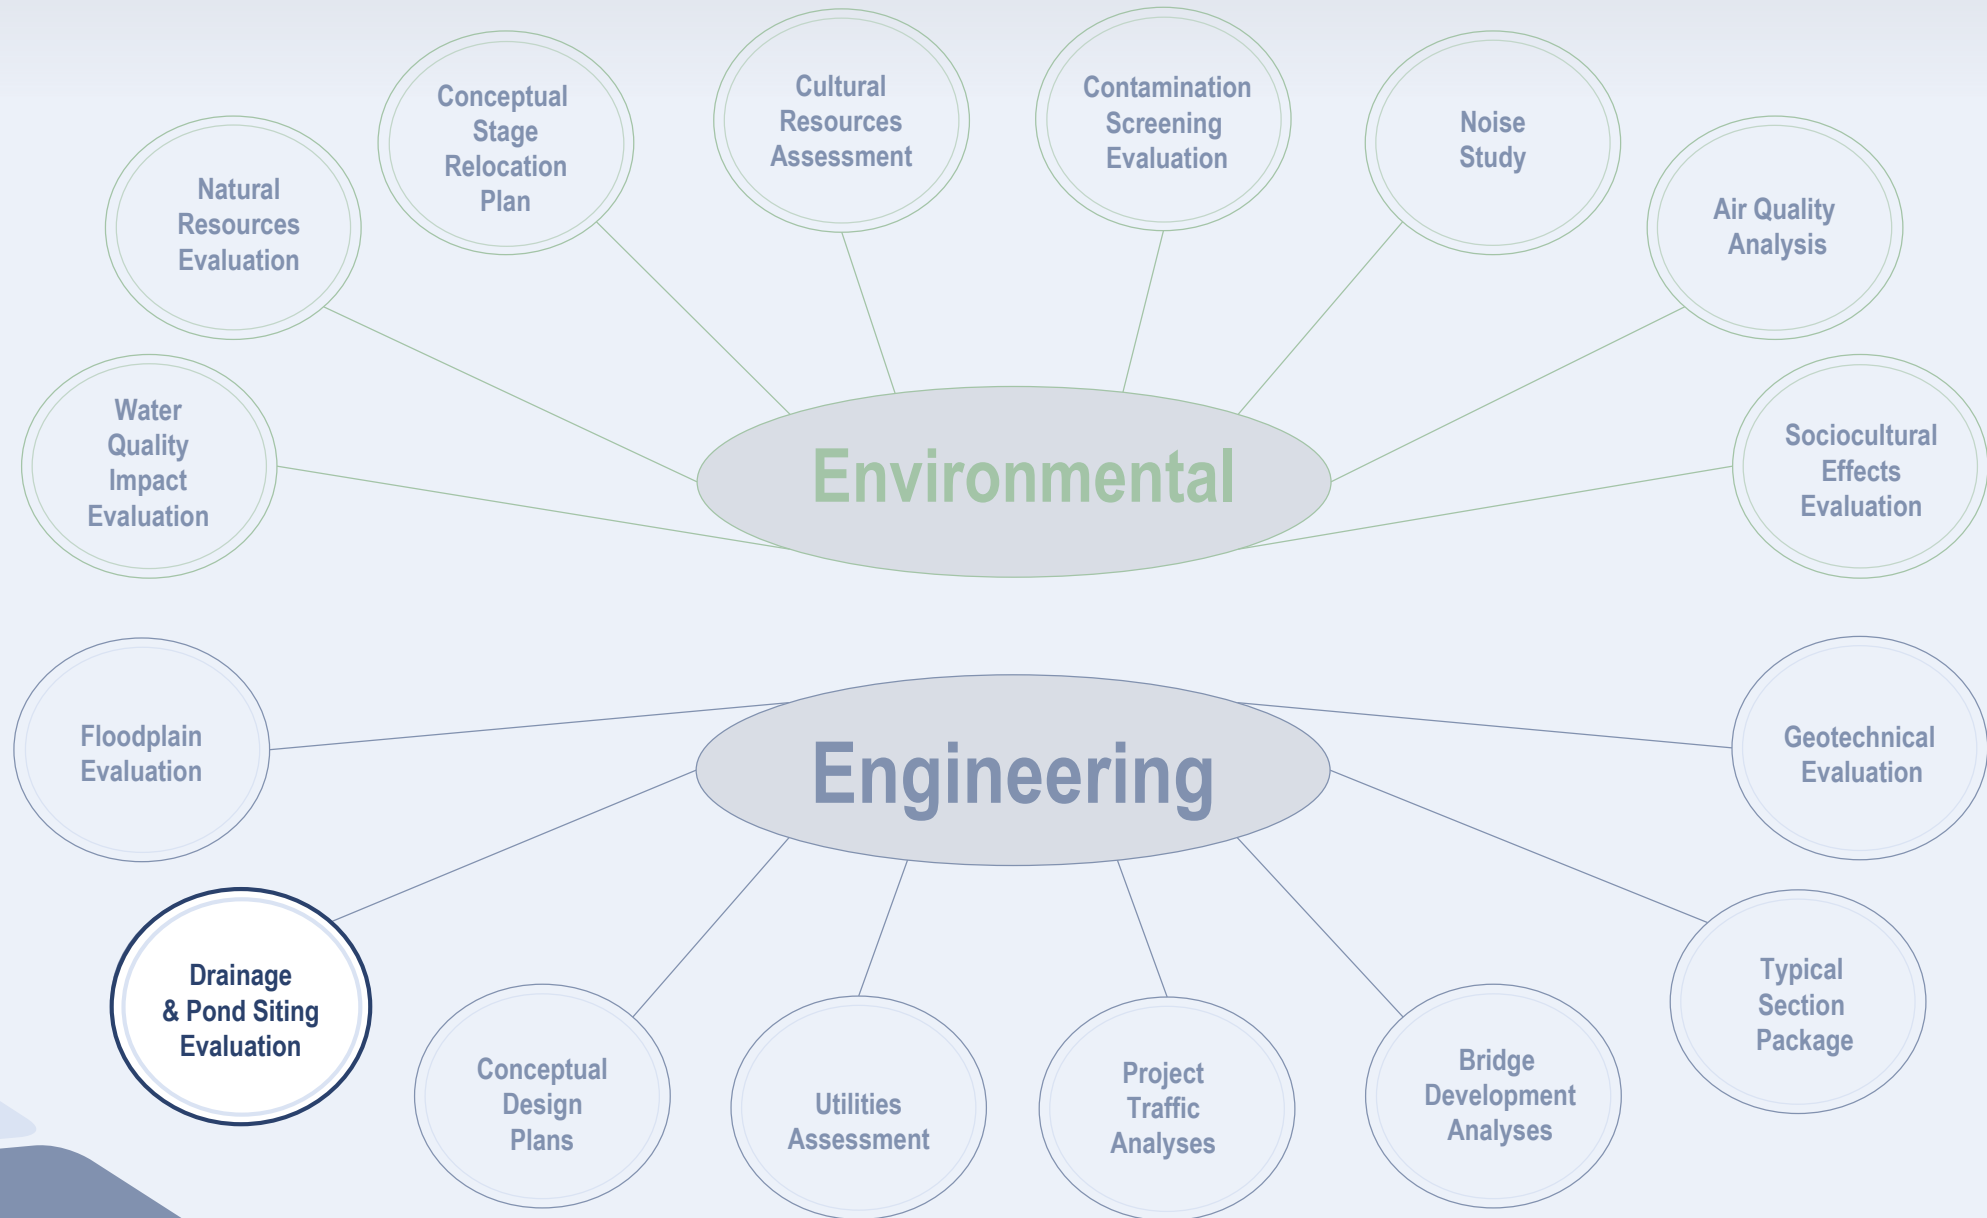 Natural
Resources
Evaluation
Conceptual
Stage
Relocation
Plan
Cultural
Resources
Assessment
Contamination
Screening
Evaluation
Noise
Study
Air Quality
Analysis
Water
Quality
Impact
Evaluation
Environmental
Sociocultural
Effects
Evaluation
Floodplain
Evaluation
Engineering
Geotechnical
Evaluation
Drainage
& Pond Siting
Evaluation
Conceptual
Design
Plans
Utilities
Assessment
Project
Traffic
Analyses
Bridge
Development
Analyses
Typical
Section
Package